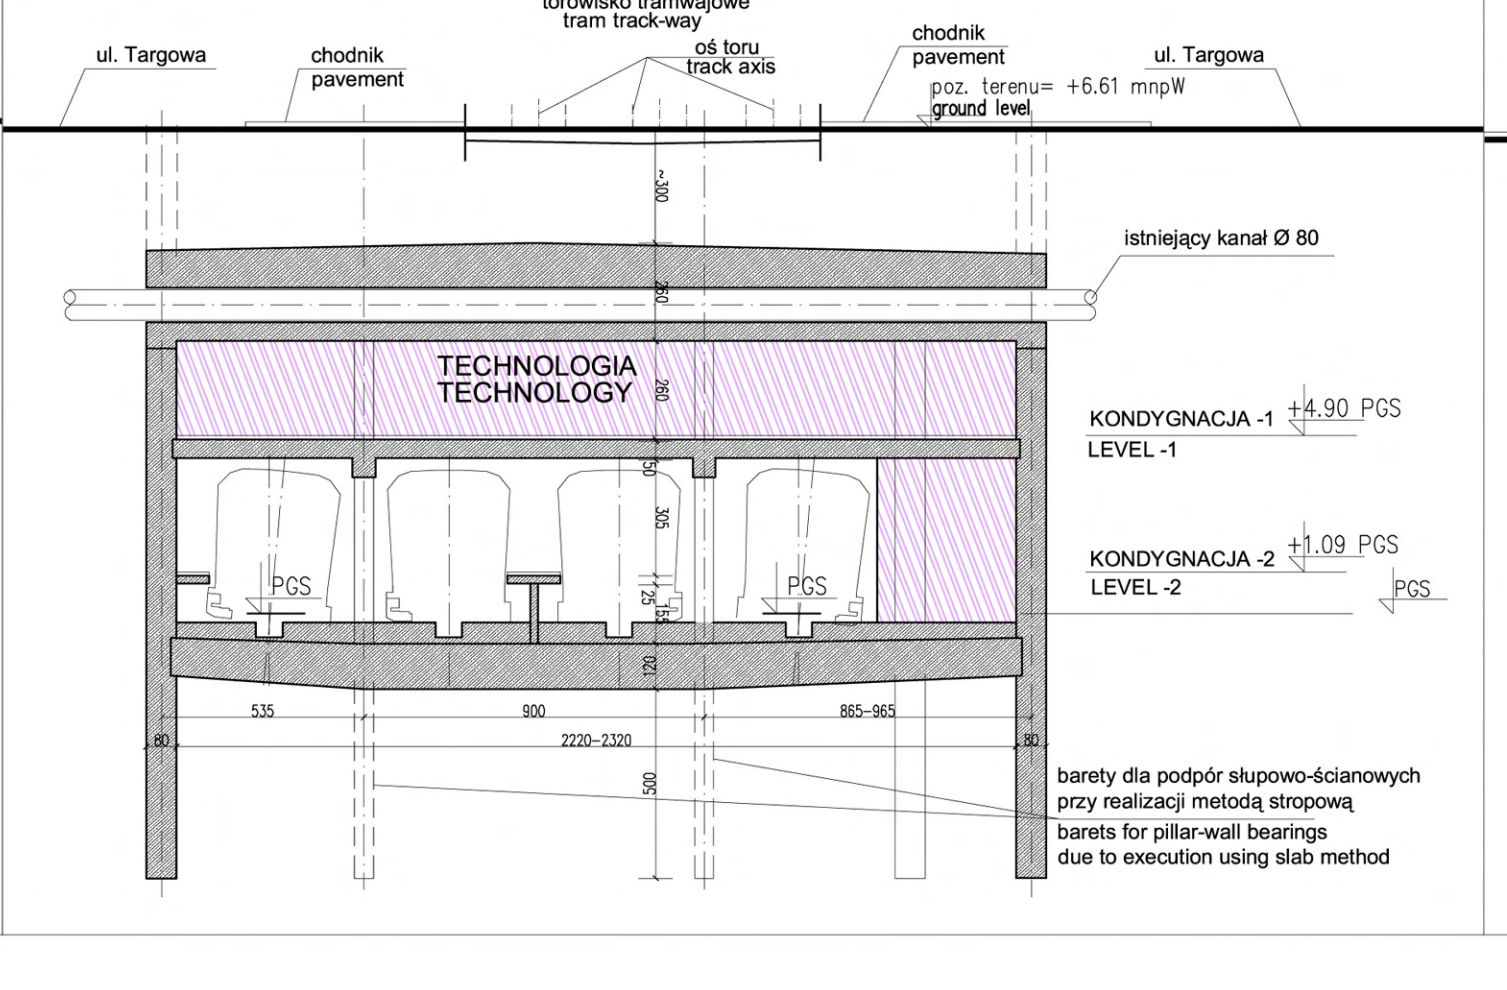 torowisko tramwajowe
tram track-way
ul. Targowa
chodnik
pavement
oś toru
track axis
chodnik
pavement
ul. Targowa
poz. terenu= +6.61 mnpW
ground level
~300
istniejący kanał Ø 80
260
TECHNOLOGIA
TECHNOLOGY
260
KONDYGNACJA -1 +4.90 PGS
LEVEL -1
50
305
KONDYGNACJA -2 +1.09 PGS
LEVEL -2
PGS
PGS
PGS
25
155
120
535
900
865-965
80
2220-2320
80
500
barety dla podpór słupowo-ścianowych
przy realizacji metodą stropową
barets for pillar-wall bearings
due to execution using slab method